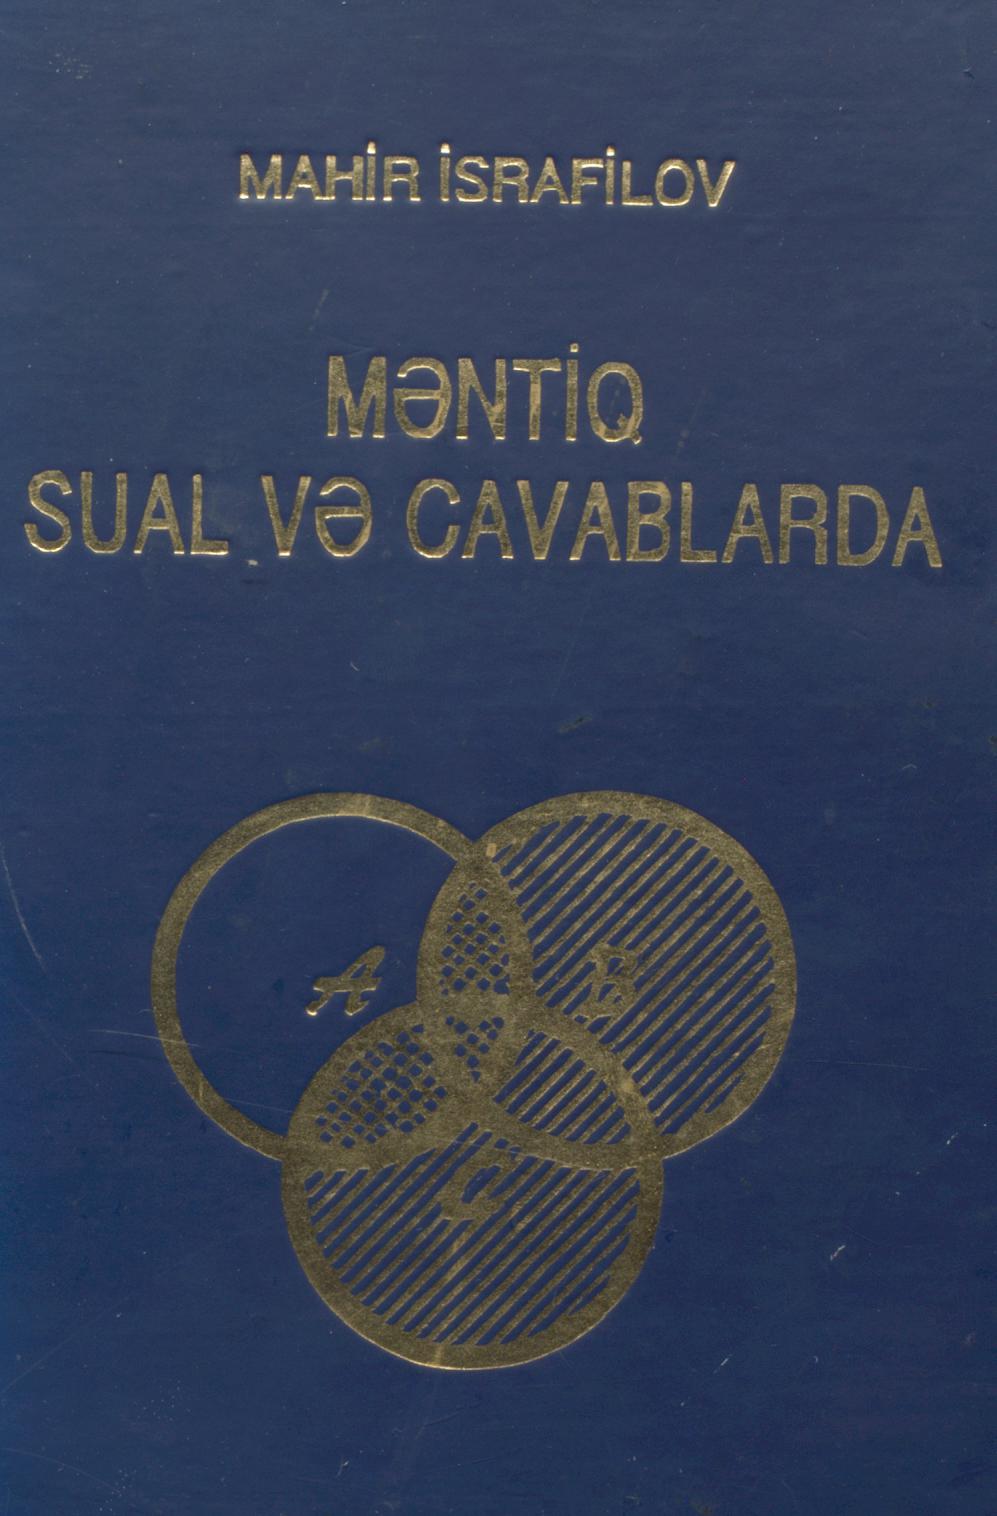 MAHİR İSRAFİLOV
MƏNTİQ
SUAL VƏ CAVABLARDA
A
B
C